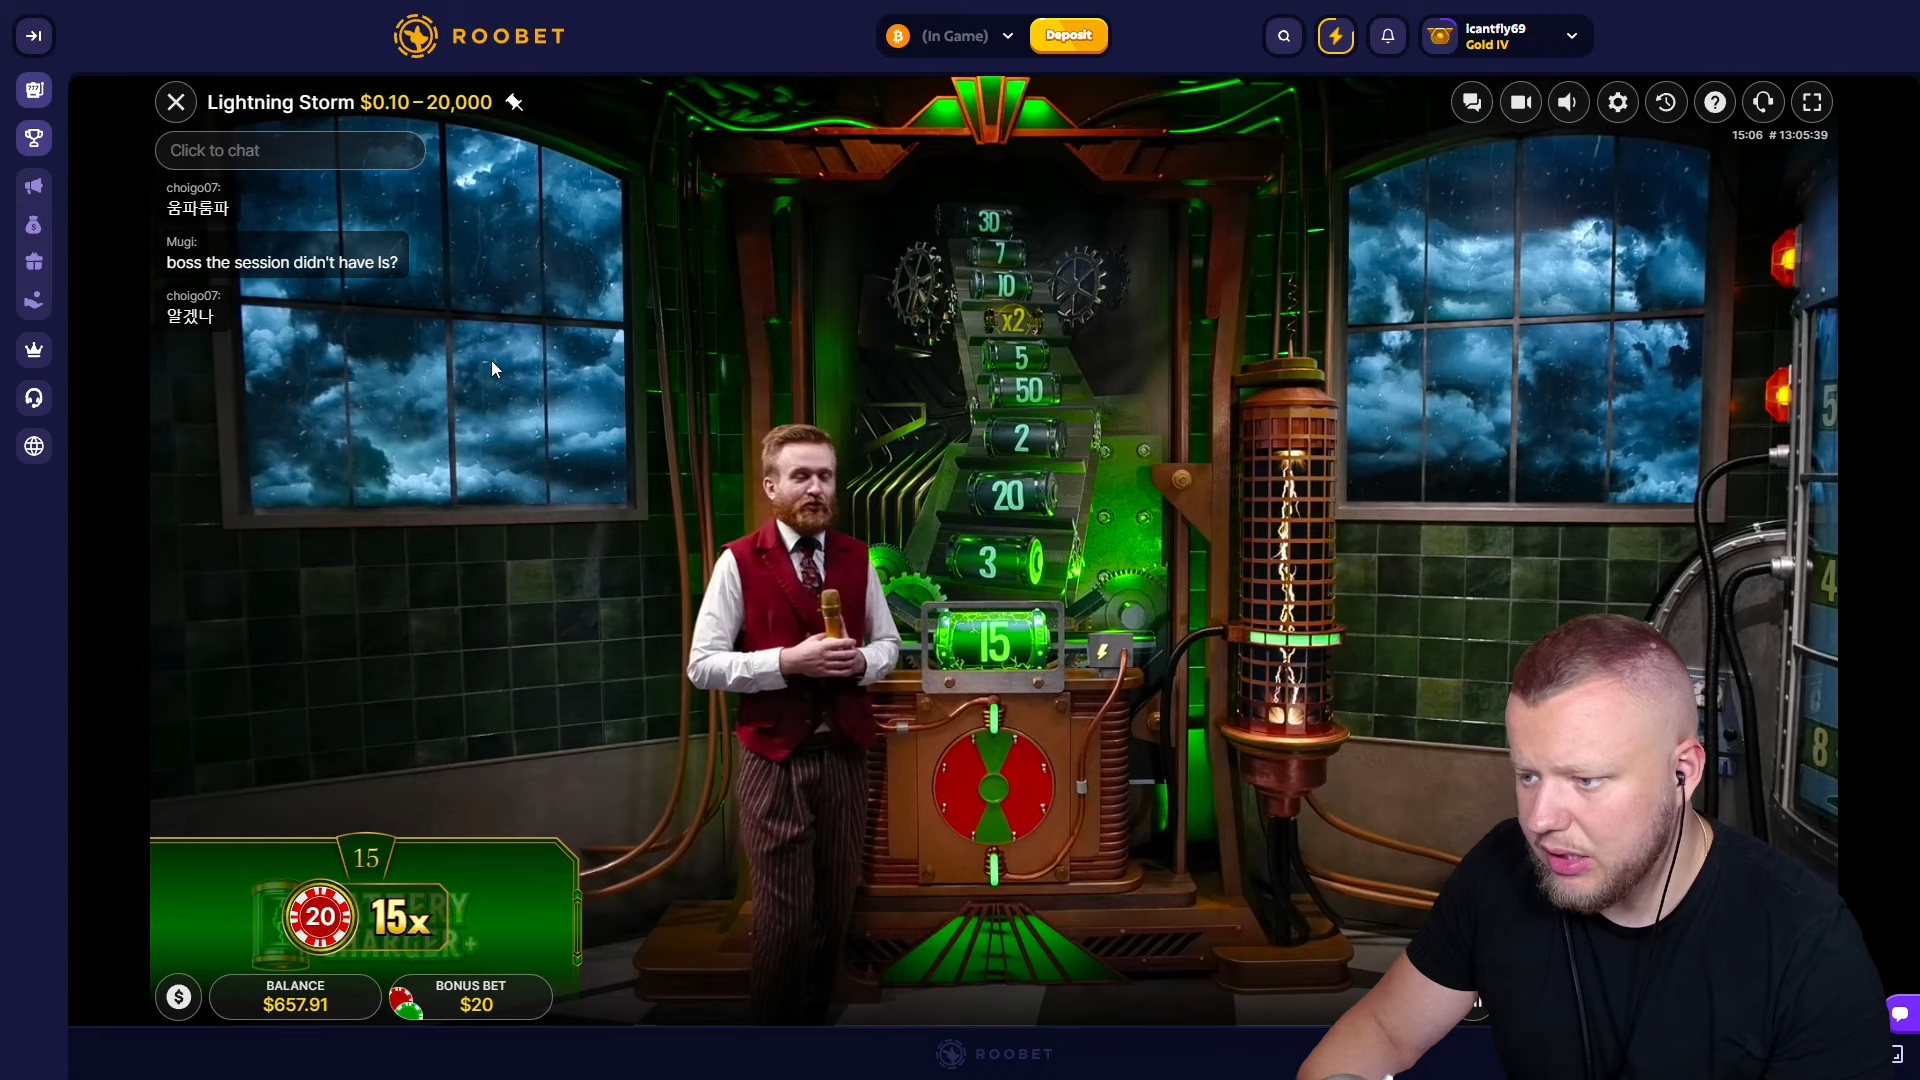 ROOBET
(In Game)
Deposit
icantfly69
Gold IV
Lightning Storm $0.10 – 20,000
15:06 # 13:05:39
Click to chat
choigo07:
움파룸파
Mugi:
boss the session didn't have ls?
choigo07:
알겠나
30
7
10
x2
5
50
2
20
3
15
5
4
8
15
20
15x
BALANCE
$657.91
BONUS BET
$20
ROOBET